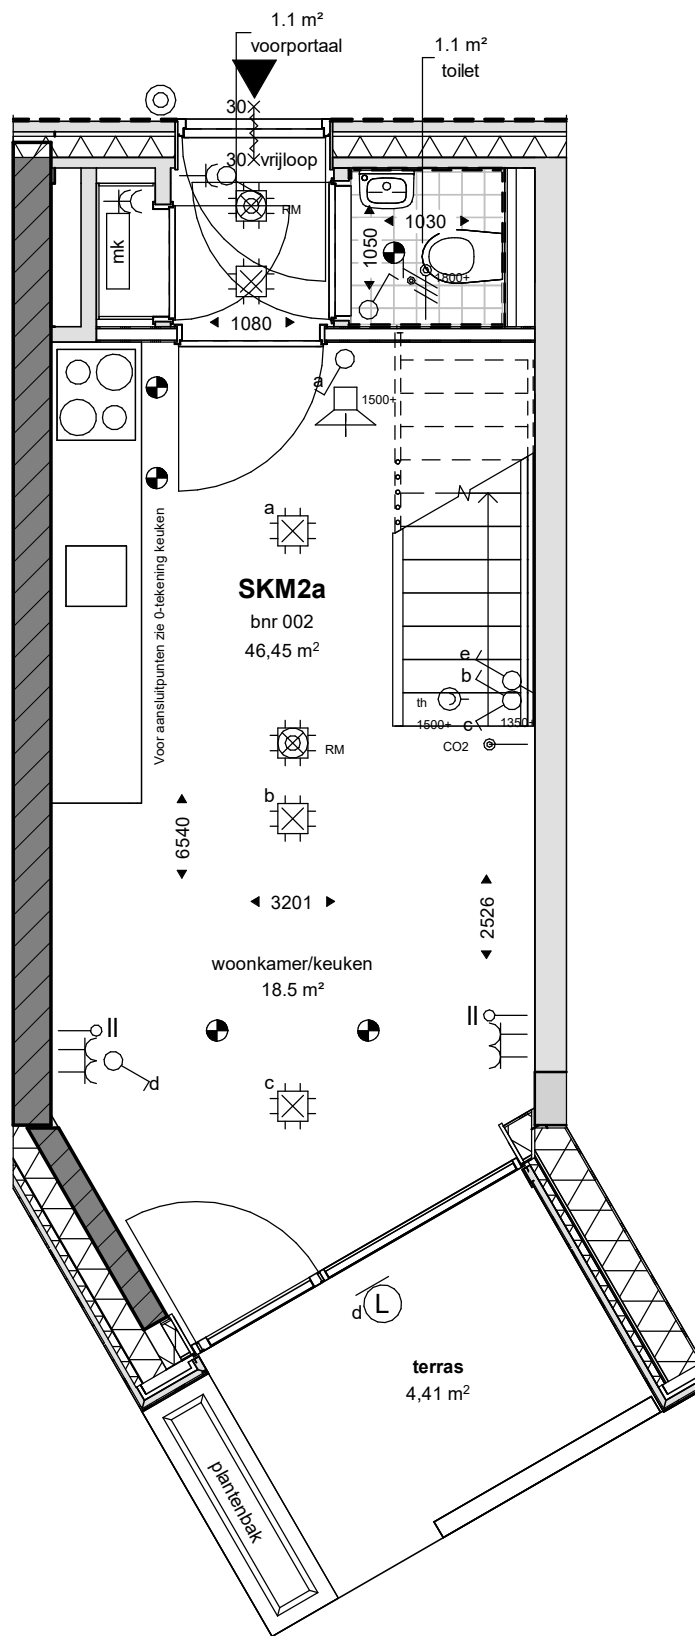 1.1 m²
voorportaal
1.1 m²
toilet
30
30 vrijloop
RM
mk
1030
1050
1800+
1080
a
1500+
a
Voor aansluitpunten zie 0-tekening keuken
SKM2a
bnr 002
46,45 m²
N
e
b
th
c
1500+
1350+
CO2
RM
b
6540
3201
2526
woonkamer/keuken
18.5 m²
d
c
d
L
terras
4,41 m²
plantenbak